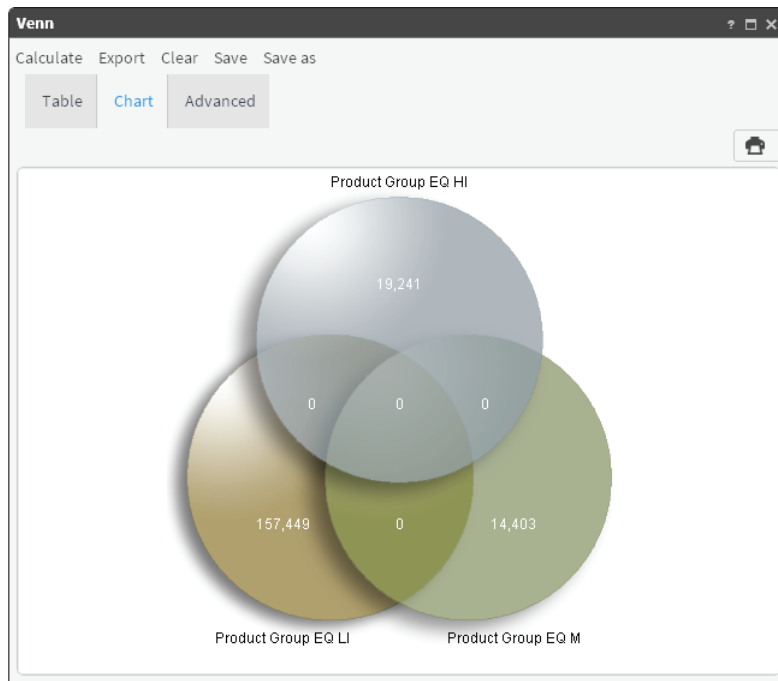 Venn
?
Calculate Export Clear Save Save as
Table Chart Advanced
Product Group EQ HI
19,241
0 0 0
157,449 0 14,403
Product Group EQ LI Product Group EQ M